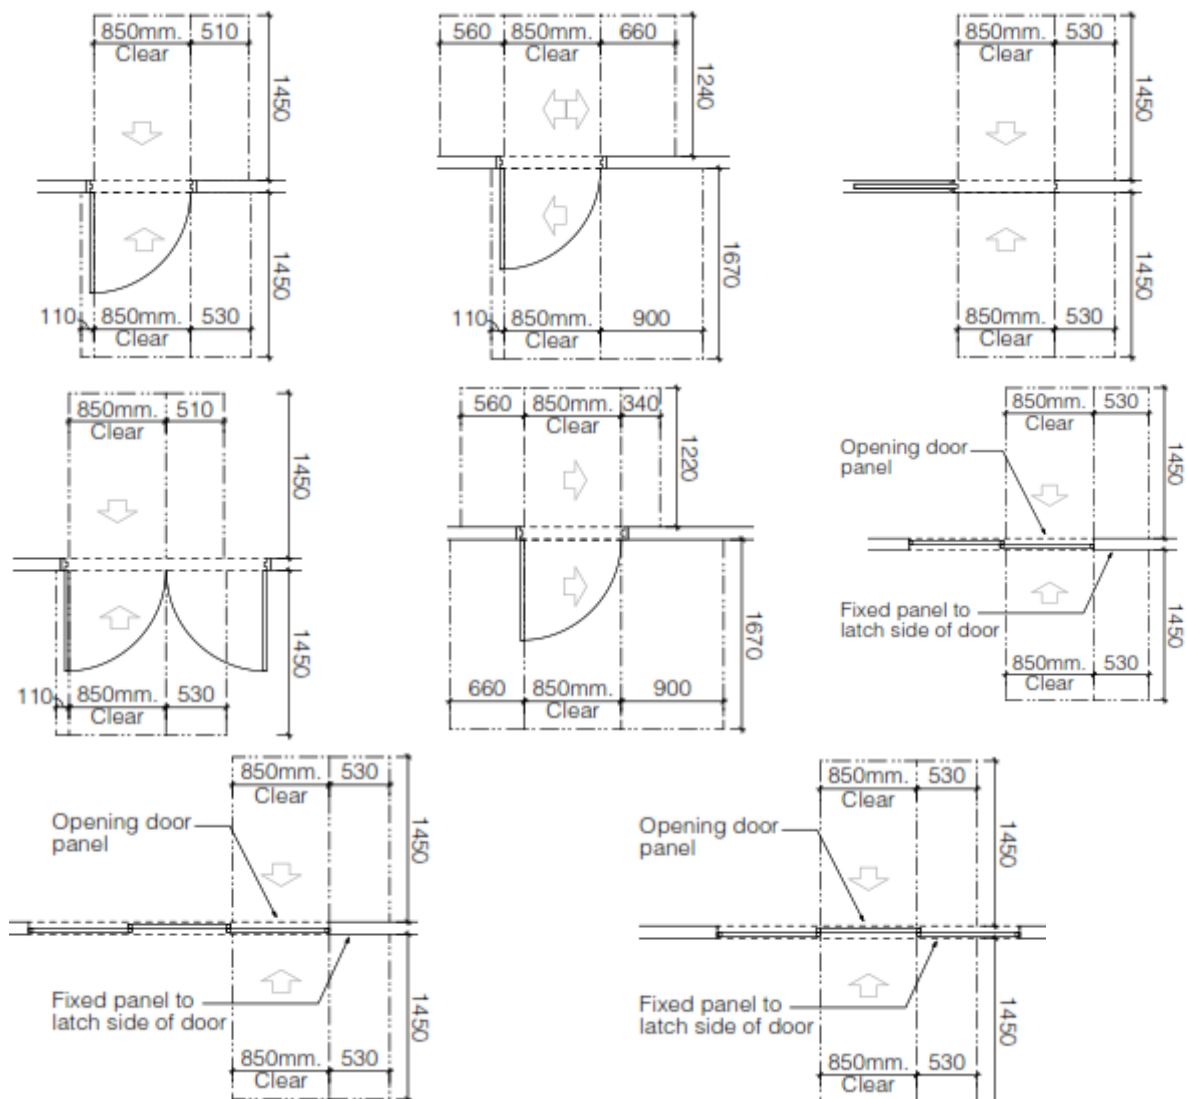 850mm. 510
Clear
1450
1450
110 850mm. 530
Clear
560 850mm. 660
Clear
1240
1670
110 850mm. 900
Clear
850mm. 530
Clear
1450
1450
850mm. 530
Clear
850mm. 510
Clear
1450
1450
110 850mm. 530
Clear
560 850mm. 340
Clear
1220
1670
660 850mm. 900
Clear
850mm. 530
Clear
1450
Opening door
panel
Fixed panel to
latch side of door
1450
850mm. 530
Clear
850mm. 530
Clear
1450
Opening door
panel
Fixed panel to
latch side of door
1450
850mm. 530
Clear
850mm. 530
Clear
1450
Opening door
panel
Fixed panel to
latch side of door
1450
850mm. 530
Clear